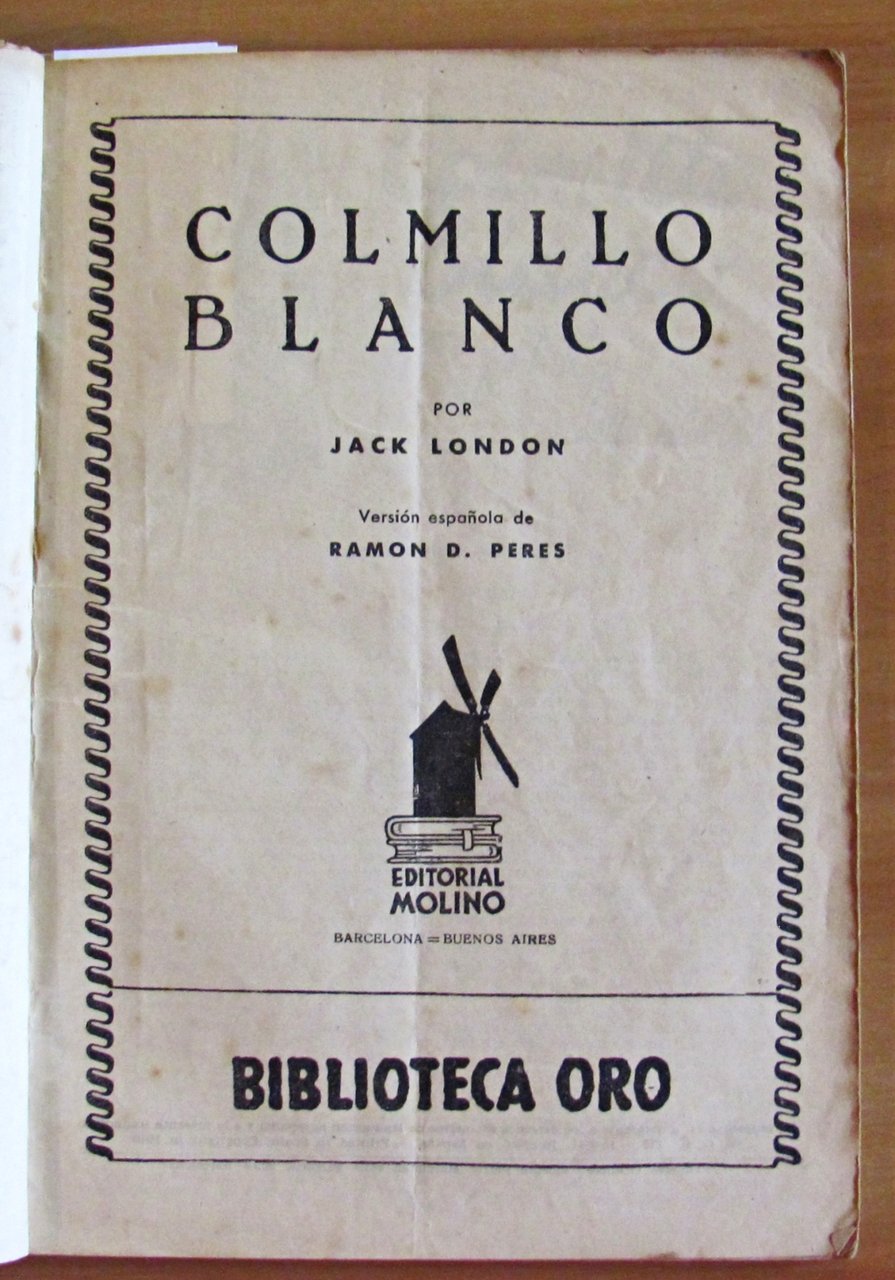 COLMILLO
BLANCO
POR
JACK LONDON
Versión española de
RAMON D. PERES
EDITORIAL
MOLINO
BARCELONA = BUENOS AIRES
BIBLIOTECA ORO